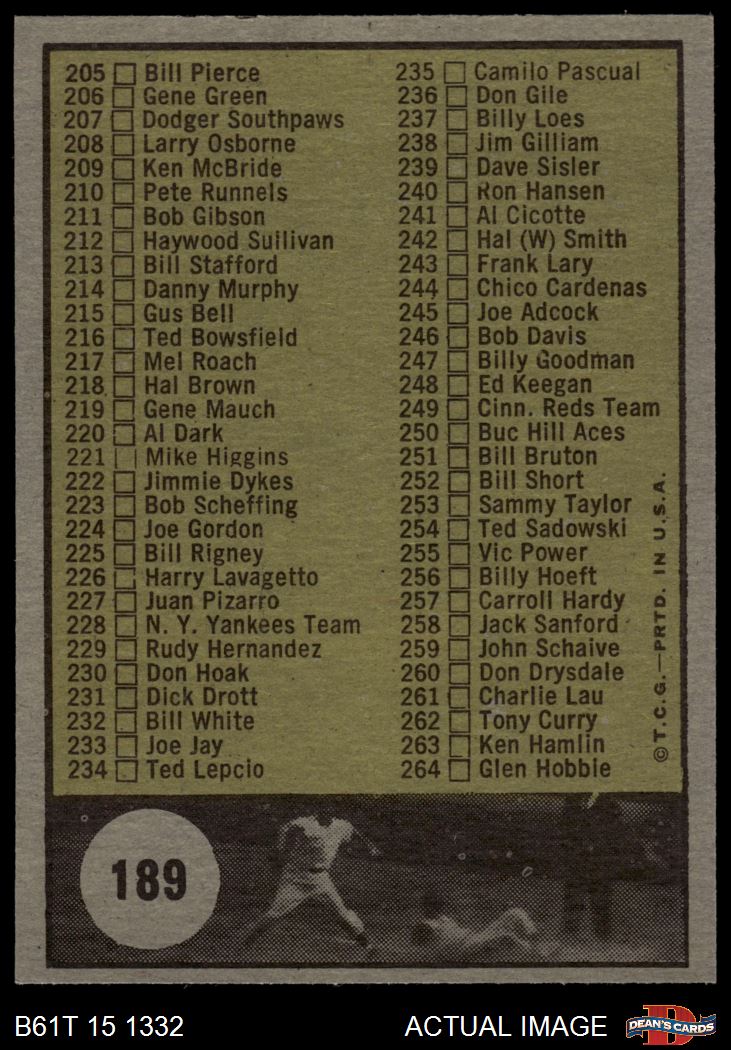 205 Bill Pierce
206 Gene Green
207 Dodger Southpaws
208 Larry Osborne
209 Ken McBride
210 Pete Runnels
211 Bob Gibson
212 Haywood Sullivan
213 Bill Stafford
214 Danny Murphy
215 Gus Bell
216 Ted Bowsfield
217 Mel Roach
218 Hal Brown
219 Gene Mauch
220 Al Dark
221 Mike Higgins
222 Jimmie Dykes
223 Bob Scheffing
224 Joe Gordon
225 Bill Rigney
226 Harry Lavagetto
227 Juan Pizarro
228 N. Y. Yankees Team
229 Rudy Hernandez
230 Don Hoak
231 Dick Drott
232 Bill White
233 Joe Jay
234 Ted Lepcio
235 Camilo Pascual
236 Don Gile
237 Billy Loes
238 Jim Gilliam
239 Dave Sisler
240 Ron Hansen
241 Al Cicotte
242 Hal (W) Smith
243 Frank Lary
244 Chico Cardenas
245 Joe Adcock
246 Bob Davis
247 Billy Goodman
248 Ed Keegan
249 Cinn. Reds Team
250 Buc Hill Aces
251 Bill Bruton
252 Bill Short
253 Sammy Taylor
254 Ted Sadowski
255 Vic Power
256 Billy Hoeft
257 Carroll Hardy
258 Jack Sanford
259 John Schaive
260 Don Drysdale
261 Charlie Lau
262 Tony Curry
263 Ken Hamlin
264 Glen Hobbie
©T.C.G.—PRTD. IN U.S.A.
189
B61T 15 1332
ACTUAL IMAGE
D
DEAN'S CARDS